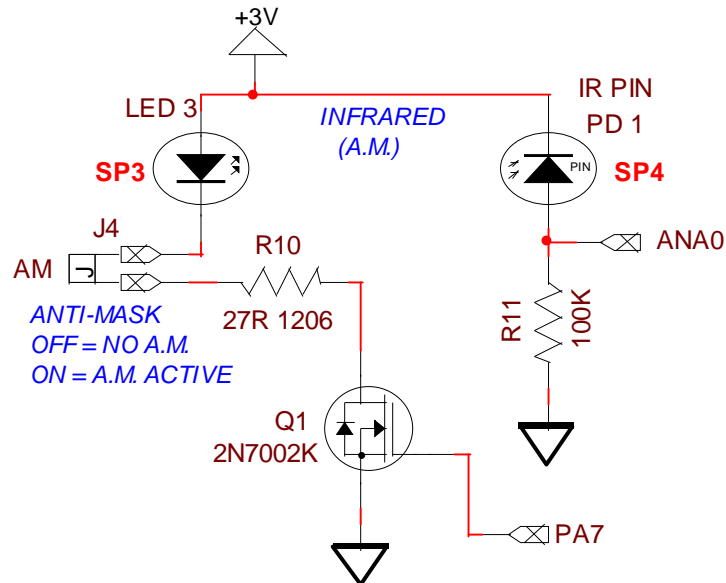 +3V
LED 3
INFRARED
(A.M.)
IR PIN
PD 1
SP3
PIN
SP4
J4
AM
J
R10
27R 1206
ANA0
ANTI-MASK
OFF = NO A.M.
ON = A.M. ACTIVE
R11
100K
Q1
2N7002K
PA7